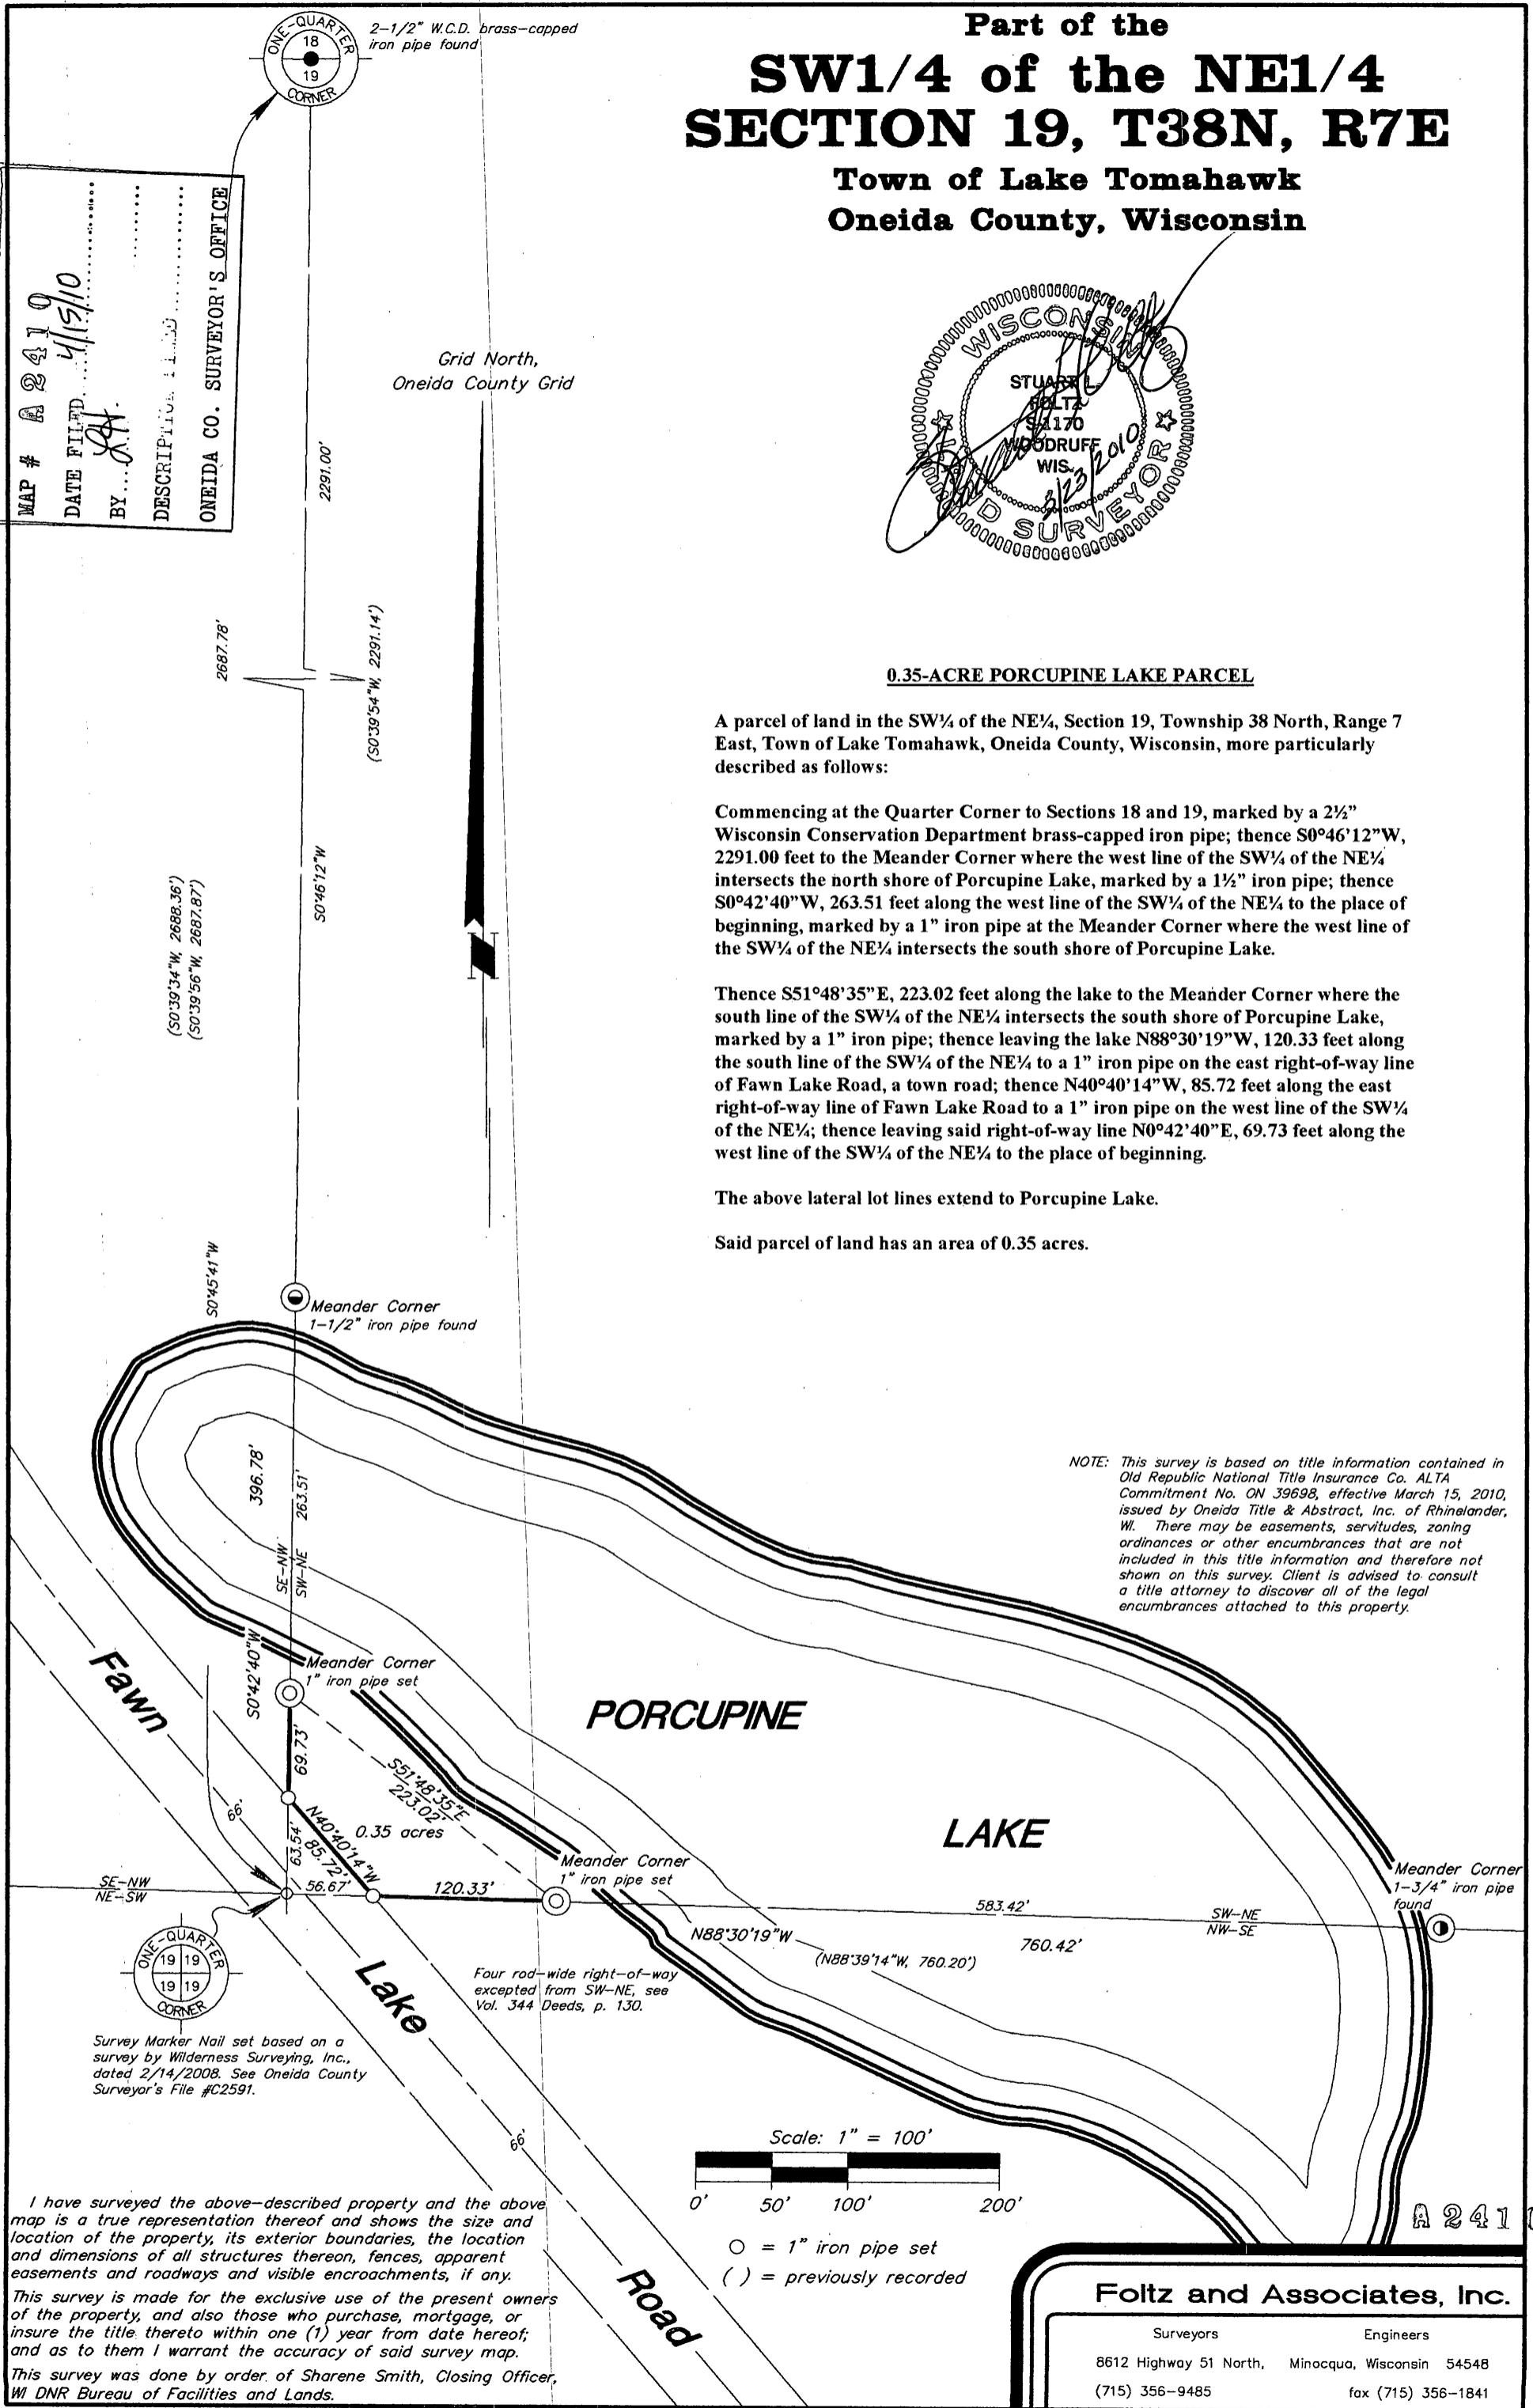 Part of the
SW1/4 of the NE1/4
SECTION 19, T38N, R7E
Town of Lake Tomahawk
Oneida County, Wisconsin
ONE-QUARTER
18
19
CORNER
2-1/2" W.C.D. brass-capped
iron pipe found
MAP # A2419
DATE FILED 4/15/10
BY
DESCRIPTION
ONEIDA CO. SURVEYOR'S OFFICE
Grid North,
Oneida County Grid
N
WISCONSIN
STUART L.
FOLTZ
S-1170
WOODRUFF
WIS.
3/23/2010
LAND SURVEYOR
2291.00'
2687.78'
(S0°39'54"W, 2291.14')
S0°46'12"W
(S0°39'34"W, 2688.36')
(S0°39'56"W, 2687.87')
S0°45'41"W
0.35-ACRE PORCUPINE LAKE PARCEL
A parcel of land in the SW¼ of the NE¼, Section 19, Township 38 North, Range 7
East, Town of Lake Tomahawk, Oneida County, Wisconsin, more particularly
described as follows:
Commencing at the Quarter Corner to Sections 18 and 19, marked by a 2½"
Wisconsin Conservation Department brass-capped iron pipe; thence S0°46'12"W,
2291.00 feet to the Meander Corner where the west line of the SW¼ of the NE¼
intersects the north shore of Porcupine Lake, marked by a 1½" iron pipe; thence
S0°42'40"W, 263.51 feet along the west line of the SW¼ of the NE¼ to the place of
beginning, marked by a 1" iron pipe at the Meander Corner where the west line of
the SW¼ of the NE¼ intersects the south shore of Porcupine Lake.
Thence S51°48'35"E, 223.02 feet along the lake to the Meander Corner where the
south line of the SW¼ of the NE¼ intersects the south shore of Porcupine Lake,
marked by a 1" iron pipe; thence leaving the lake N88°30'19"W, 120.33 feet along
the south line of the SW¼ of the NE¼ to a 1" iron pipe on the east right-of-way line
of Fawn Lake Road, a town road; thence N40°40'14"W, 85.72 feet along the east
right-of-way line of Fawn Lake Road to a 1" iron pipe on the west line of the SW¼
of the NE¼; thence leaving said right-of-way line N0°42'40"E, 69.73 feet along the
west line of the SW¼ of the NE¼ to the place of beginning.
The above lateral lot lines extend to Porcupine Lake.
Said parcel of land has an area of 0.35 acres.
Meander Corner
1-1/2" iron pipe found
396.78'
263.51'
SE-NW
SW-NE
S0°42'40"W
Meander Corner
1" iron pipe set
NOTE: This survey is based on title information contained in
Old Republic National Title Insurance Co. ALTA
Commitment No. ON 39698, effective March 15, 2010,
issued by Oneida Title & Abstract, Inc. of Rhinelander,
WI. There may be easements, servitudes, zoning
ordinances or other encumbrances that are not
included in this title information and therefore not
shown on this survey. Client is advised to consult
a title attorney to discover all of the legal
encumbrances attached to this property.
Fawn
Lake
Road
PORCUPINE
LAKE
69.73'
S51°48'35"E
223.02'
N40°40'14"W
85.72'
0.35 acres
66'
63.54'
56.67'
120.33'
SE-NW
NE-SW
Meander Corner
1" iron pipe set
583.42'
N88°30'19"W
760.42'
(N88°39'14"W, 760.20')
SW-NE
NW-SE
Meander Corner
1-3/4" iron pipe
found
ONE-QUARTER
19 19
19 19
CORNER
Survey Marker Nail set based on a
survey by Wilderness Surveying, Inc.,
dated 2/14/2008. See Oneida County
Surveyor's File #C2591.
Four rod-wide right-of-way
excepted from SW-NE, see
Vol. 344 Deeds, p. 130.
66'
Scale: 1" = 100'
0' 50' 100' 200'
O = 1" iron pipe set
( ) = previously recorded
I have surveyed the above-described property and the above
map is a true representation thereof and shows the size and
location of the property, its exterior boundaries, the location
and dimensions of all structures thereon, fences, apparent
easements and roadways and visible encroachments, if any.
This survey is made for the exclusive use of the present owners
of the property, and also those who purchase, mortgage, or
insure the title thereto within one (1) year from date hereof;
and as to them I warrant the accuracy of said survey map.
This survey was done by order of Sharene Smith, Closing Officer,
WI DNR Bureau of Facilities and Lands.
A241
Foltz and Associates, Inc.
Surveyors Engineers
8612 Highway 51 North, Minocqua, Wisconsin 54548
(715) 356-9485 fax (715) 356-1841